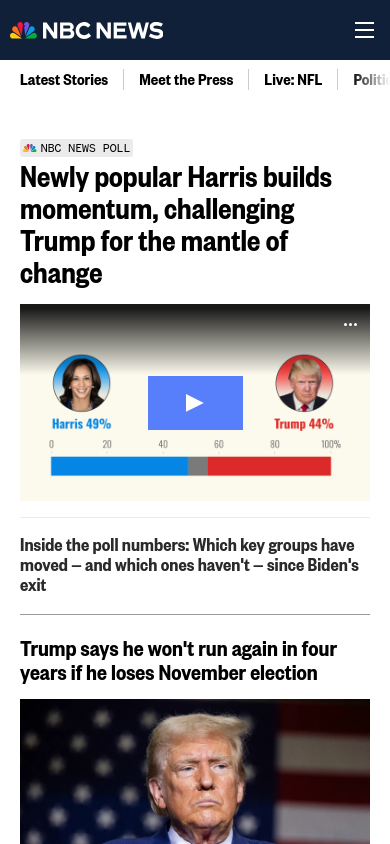 NBC NEWS
Latest Stories
Meet the Press
Live: NFL
NBC NEWS POLL
Newly popular Harris builds
momentum, challenging
Trump for the mantle of
change
Harris 49%
Trump 44%
0 20 40 60 80 100%
Inside the poll numbers: Which key groups have
moved – and which ones haven't – since Biden's
exit
Trump says he won't run again in four
years if he loses November election